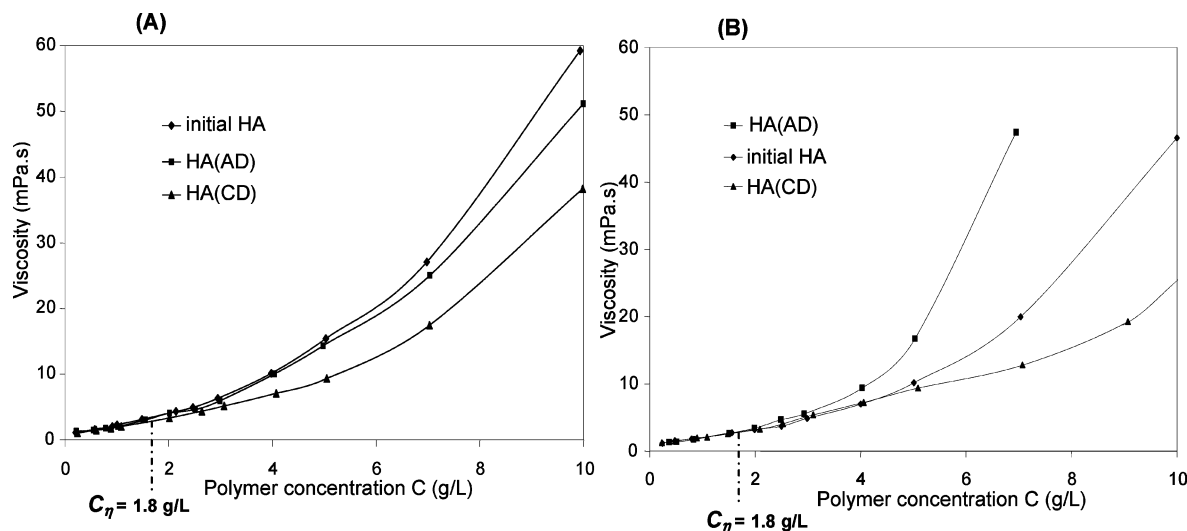 (A)
60
50
40
30
20
10
0
Viscosity (mPa.s)
initial HA
HA(AD)
HA(CD)
0 2 4 6 8 10
Polymer concentration C (g/L)
Cη = 1.8 g/L
(B)
60
50
40
30
20
10
0
Viscosity (mPa.s)
HA(AD)
initial HA
HA(CD)
0 2 4 6 8 10
Polymer concentration C (g/L)
Cη = 1.8 g/L